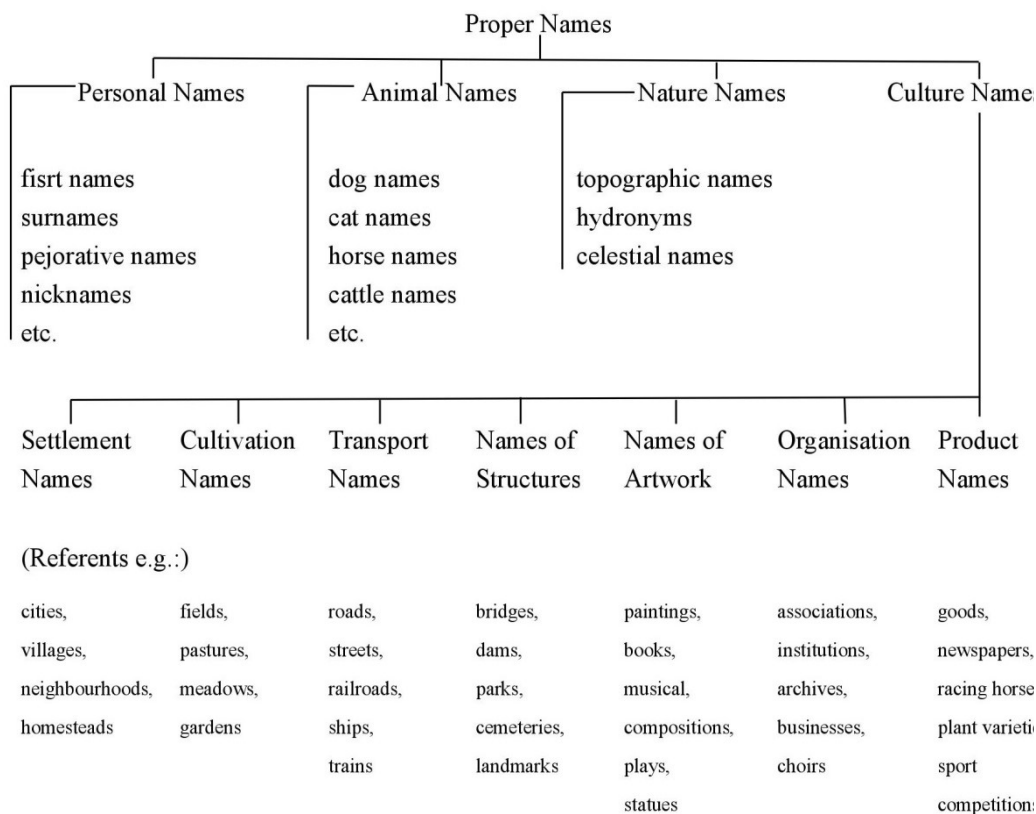 Proper Names
Personal Names Animal Names Nature Names Culture Names
fisrt names dog names topographic names
surnames cat names hydronyms
pejorative names horse names celestial names
nicknames cattle names
etc. etc.
Settlement Cultivation Transport Names of Names of Organisation Product
Names Names Names Structures Artwork Names Names
(Referents e.g.:)
cities, fields, roads, bridges, paintings, associations, goods,
villages, pastures, streets, dams, books, institutions, newspapers,
neighbourhoods, meadows, railroads, parks, musical, archives, racing horse
homesteads gardens ships, cemeteries, compositions, businesses, plant varieti
trains landmarks plays, choirs sport
statues competitions